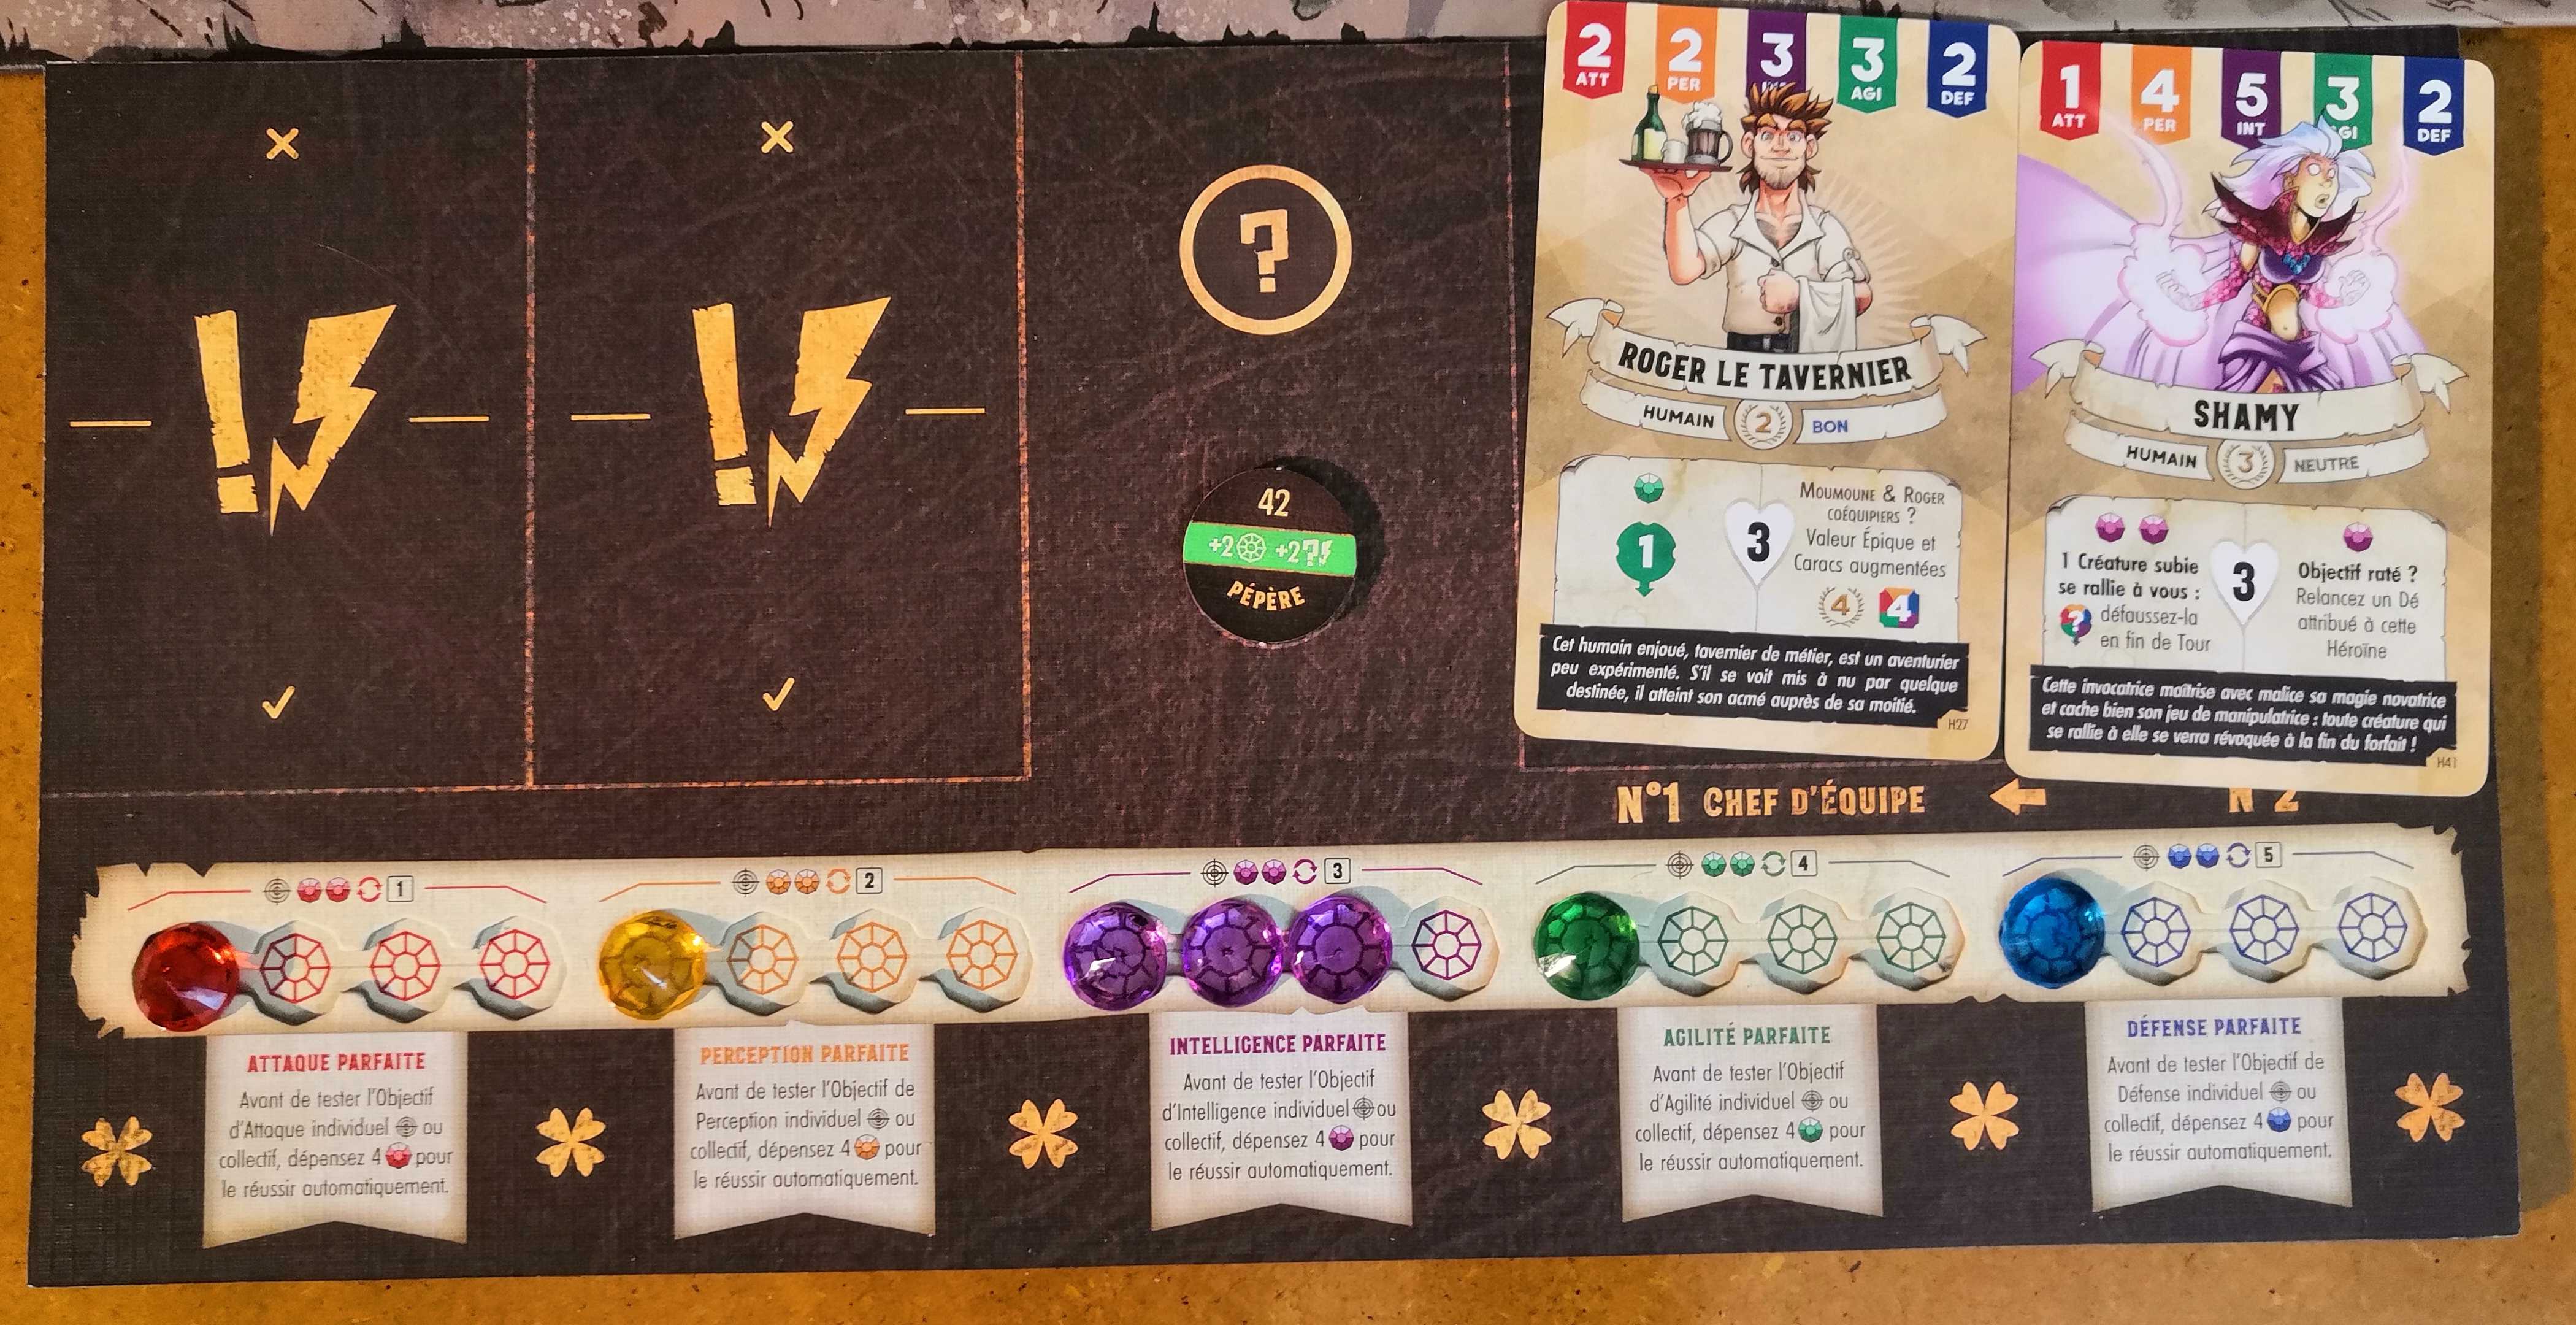 2 2 3 3 2
ATT PER AGI DEF
ROGER LE TAVERNIER
HUMAIN 2 BON
1
3
MOUMOUNE & ROGER
COÉQUIPIERS ?
Valeur Épique et
Caracs augmentées
4 4
Cet humain enjoué, tavernier de métier, est un aventurier
peu expérimenté. S'il se voit mis à nu par quelque
destinée, il atteint son acmé auprès de sa moitié.
H27
1 4 5 3 2
ATT PER INT AGI DEF
SHAMY
HUMAIN 3 NEUTRE
1 Créature subie
se rallie à vous :
? défaussez-la
en fin de Tour
3
Objectif raté ?
Relancez un Dé
attribué à cette
Héroïne
Cette invocatrice maîtrise avec malice sa magie novatrice
et cache bien son jeu de manipulatrice : toute créature qui
se rallie à elle se verra révoquée à la fin du forfait !
H41
!
!
?
42
+2 +2?
PÉPÈRE
N°1 CHEF D'ÉQUIPE
N°2
1
2
3
4
5
ATTAQUE PARFAITE
Avant de tester l'Objectif
d'Attaque individuel ou
collectif, dépensez 4 pour
le réussir automatiquement.
PERCEPTION PARFAITE
Avant de tester l'Objectif de
Perception individuel ou
collectif, dépensez 4 pour
le réussir automatiquement.
INTELLIGENCE PARFAITE
Avant de tester l'Objectif
d'Intelligence individuel ou
collectif, dépensez 4 pour
le réussir automatiquement.
AGILITÉ PARFAITE
Avant de tester l'Objectif
d'Agilité individuel ou
collectif, dépensez 4 pour
le réussir automatiquement.
DÉFENSE PARFAITE
Avant de tester l'Objectif de
Défense individuel ou
collectif, dépensez 4 pour
le réussir automatiquement.